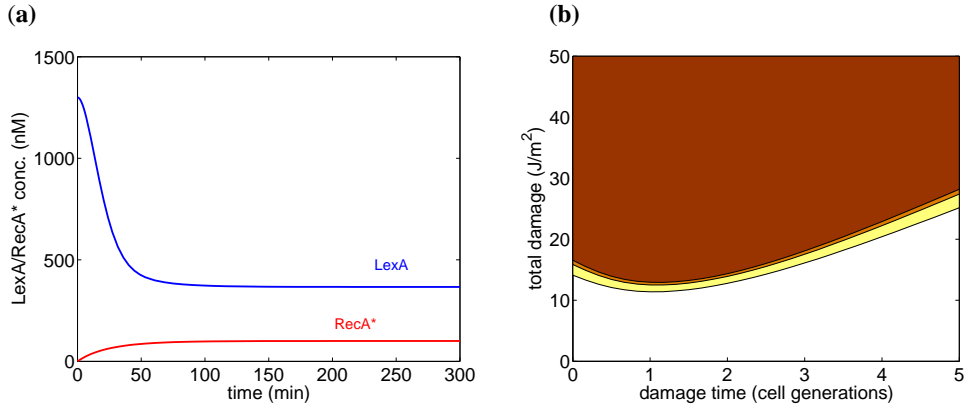 (a)
LexA/RecA* conc. (nM)
1500
1000
500
0
LexA
RecA*
0 50 100 150 200 250 300
time (min)
(b)
total damage (J/m²)
50
40
30
20
10
0
0 1 2 3 4 5
damage time (cell generations)